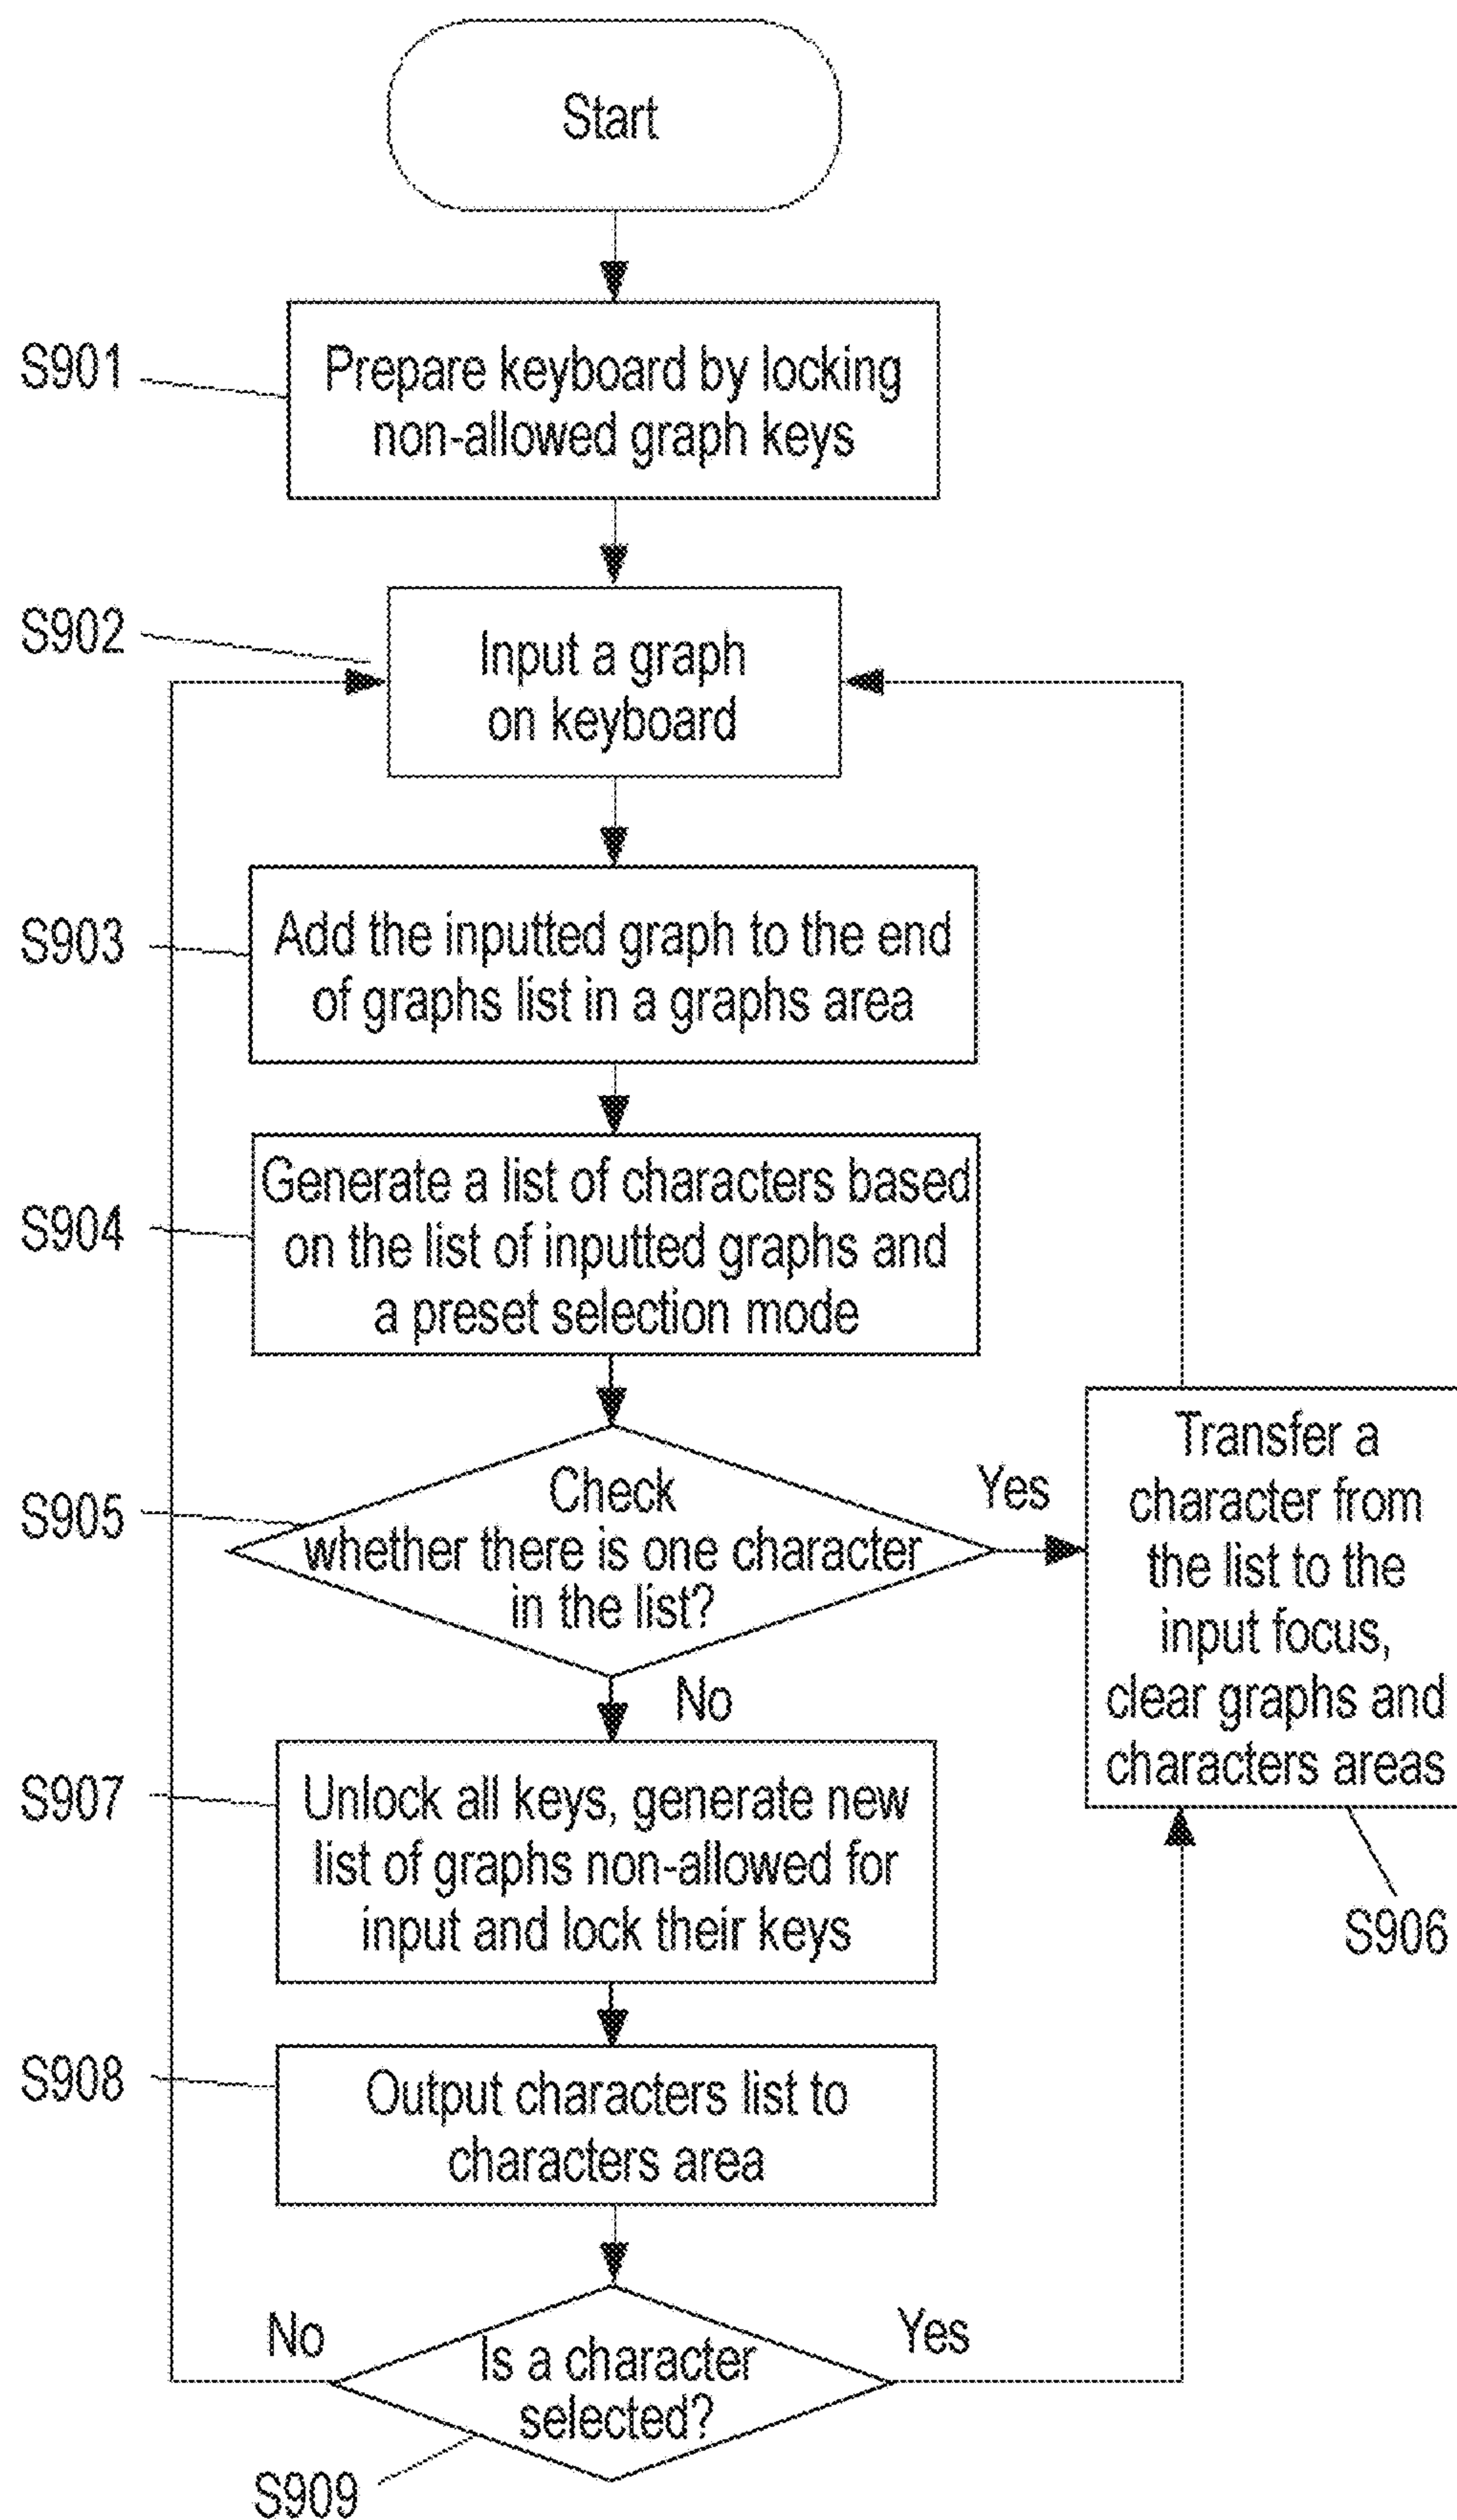 Start
S901
Prepare keyboard by locking
non-allowed graph keys
S902
Input a graph
on keyboard
S903
Add the inputted graph to the end
of graphs list in a graphs area
S904
Generate a list of characters based
on the list of inputted graphs and
a preset selection mode
S905
Check
whether there is one character
in the list?
Yes
Transfer a
character from
the list to the
input focus,
clear graphs and
characters areas
S906
No
S907
Unlock all keys, generate new
list of graphs non-allowed for
input and lock their keys
S908
Output characters list to
characters area
No
Is a character
selected?
Yes
S909